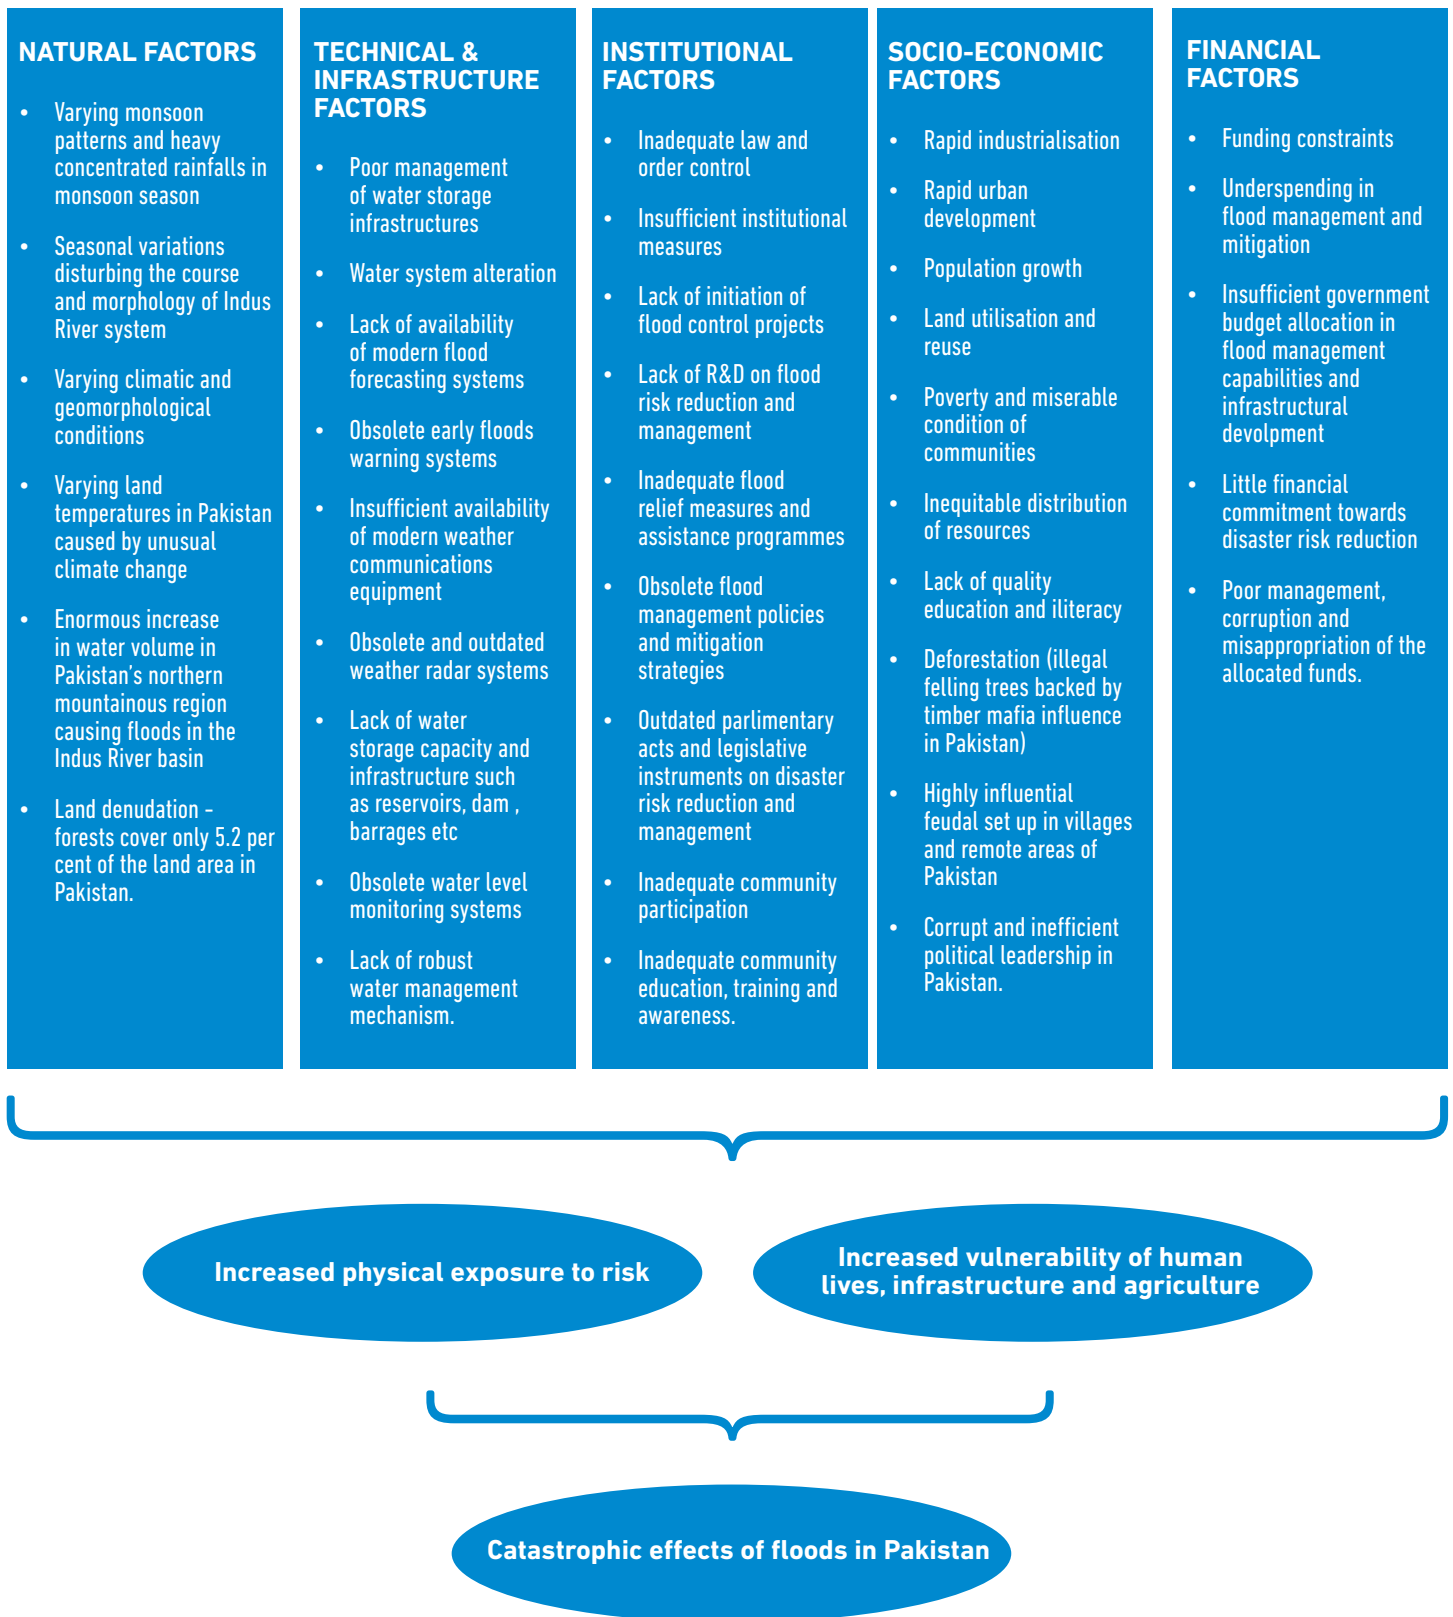 NATURAL FACTORS
• Varying monsoon
patterns and heavy
concentrated rainfalls in
monsoon season
• Seasonal variations
disturbing the course
and morphology of Indus
River system
• Varying climatic and
geomorphological
conditions
• Varying land
temperatures in Pakistan
caused by unusual
climate change
• Enormous increase
in water volume in
Pakistan's northern
mountainous region
causing floods in the
Indus River basin
• Land denudation –
forests cover only 5.2 per
cent of the land area in
Pakistan.
TECHNICAL &
INFRASTRUCTURE
FACTORS
• Poor management
of water storage
infrastructures
• Water system alteration
• Lack of availability
of modern flood
forecasting systems
• Obsolete early floods
warning systems
• Insufficient availability
of modern weather
communications
equipment
• Obsolete and outdated
weather radar systems
• Lack of water
storage capacity and
infrastructure such
as reservoirs, dam ,
barrages etc
• Obsolete water level
monitoring systems
• Lack of robust
water management
mechanism.
INSTITUTIONAL
FACTORS
• Inadequate law and
order control
• Insufficient institutional
measures
• Lack of initiation of
flood control projects
• Lack of R&D on flood
risk reduction and
management
• Inadequate flood
relief measures and
assistance programmes
• Obsolete flood
management policies
and mitigation
strategies
• Outdated parlimentary
acts and legislative
instruments on disaster
risk reduction and
management
• Inadequate community
participation
• Inadequate community
education, training and
awareness.
SOCIO-ECONOMIC
FACTORS
• Rapid industrialisation
• Rapid urban
development
• Population growth
• Land utilisation and
reuse
• Poverty and miserable
condition of
communities
• Inequitable distribution
of resources
• Lack of quality
education and iliteracy
• Deforestation (illegal
felling trees backed by
timber mafia influence
in Pakistan)
• Highly influential
feudal set up in villages
and remote areas of
Pakistan
• Corrupt and inefficient
political leadership in
Pakistan.
FINANCIAL
FACTORS
• Funding constraints
• Underspending in
flood management and
mitigation
• Insufficient government
budget allocation in
flood management
capabilities and
infrastructural
devolpment
• Little financial
commitment towards
disaster risk reduction
• Poor management,
corruption and
misappropriation of the
allocated funds.
Increased physical exposure to risk
Increased vulnerability of human
lives, infrastructure and agriculture
Catastrophic effects of floods in Pakistan